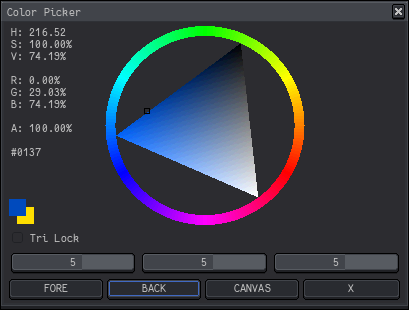 Color Picker
H: 216.52
S: 100.00%
V: 74.19%
R: 0.00%
G: 29.03%
B: 74.19%
A: 100.00%
#0137
Tri Lock
5 5 5
FORE BACK CANVAS X